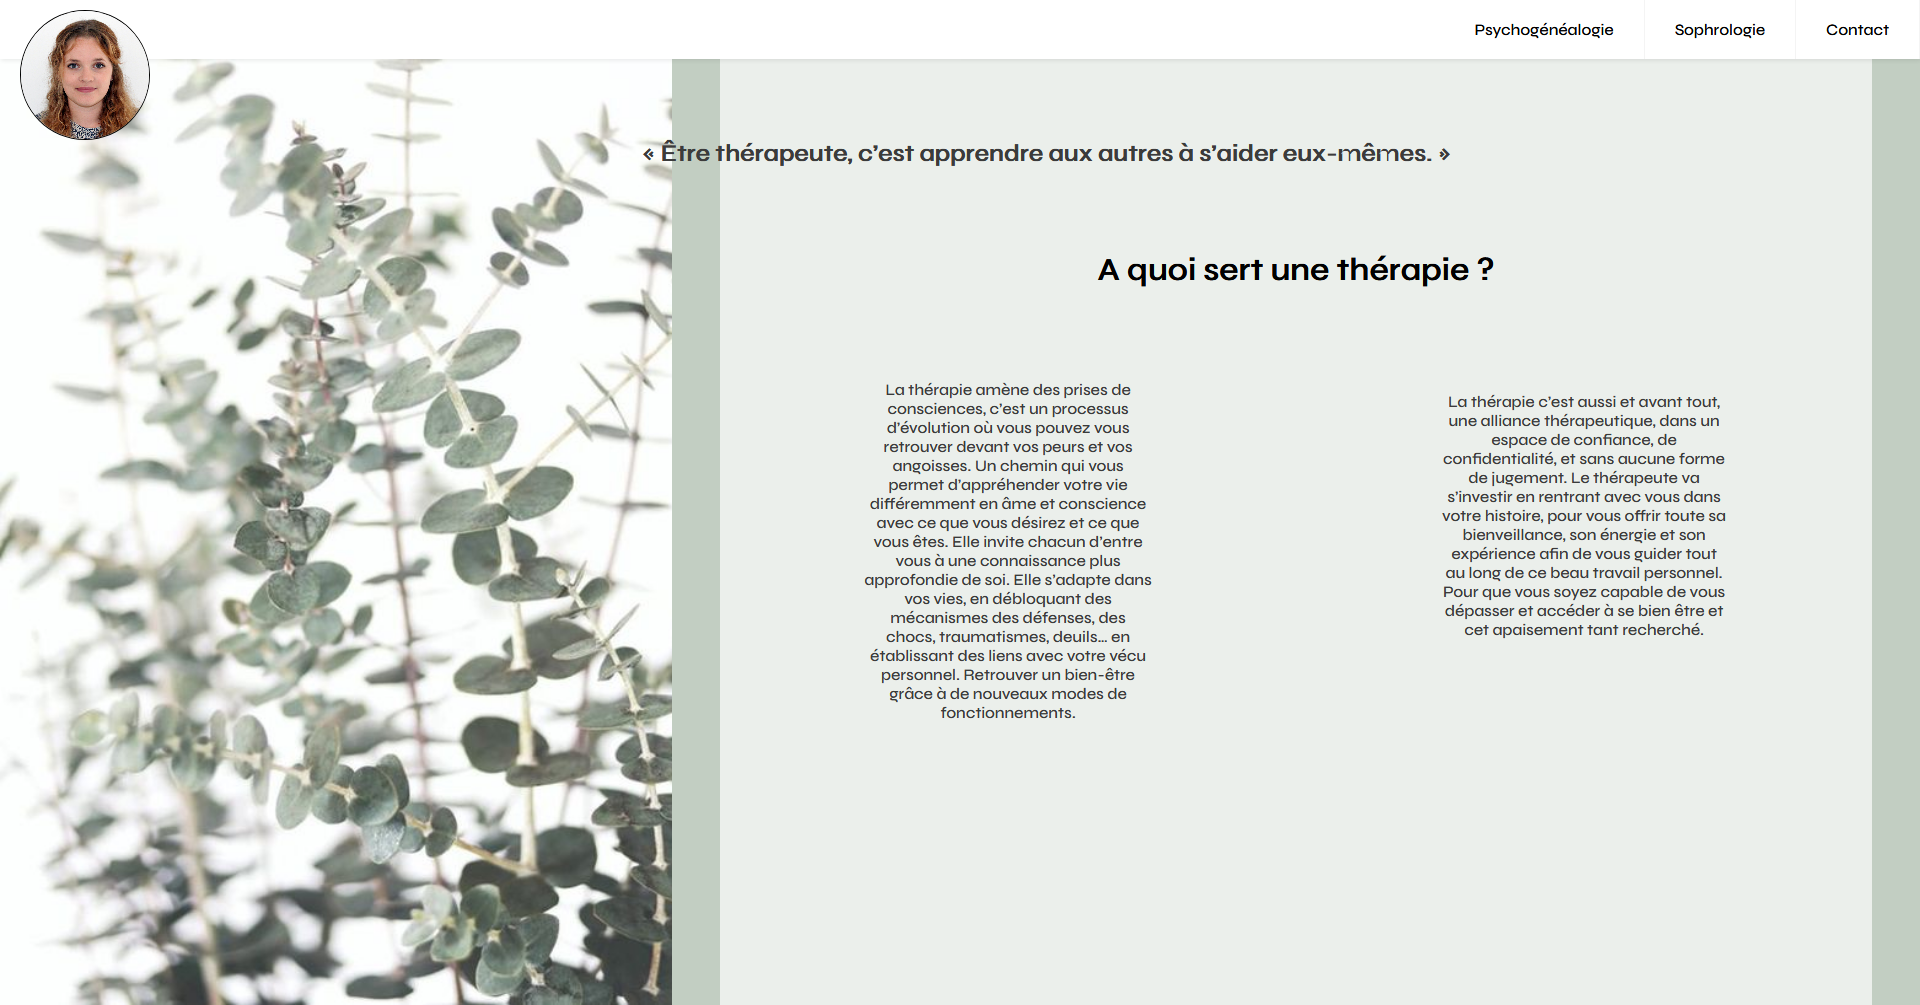 Psychogénéalogie
Sophrologie
Contact
« Être thérapeute, c’est apprendre aux autres à s’aider eux-mêmes. »
A quoi sert une thérapie ?
La thérapie amène des prises de
consciences, c’est un processus
d’évolution où vous pouvez vous
retrouver devant vos peurs et vos
angoisses. Un chemin qui vous
permet d’appréhender votre vie
différemment en âme et conscience
avec ce que vous désirez et ce que
vous êtes. Elle invite chacun d’entre
vous à une connaissance plus
approfondie de soi. Elle s’adapte dans
vos vies, en débloquant des
mécanismes des défenses, des
chocs, traumatismes, deuils... en
établissant des liens avec votre vécu
personnel. Retrouver un bien-être
grâce à de nouveaux modes de
fonctionnements.
La thérapie c’est aussi et avant tout,
une alliance thérapeutique, dans un
espace de confiance, de
confidentialité, et sans aucune forme
de jugement. Le thérapeute va
s’investir en rentrant avec vous dans
votre histoire, pour vous offrir toute sa
bienveillance, son énergie et son
expérience afin de vous guider tout
au long de ce beau travail personnel.
Pour que vous soyez capable de vous
dépasser et accéder à se bien être et
cet apaisement tant recherché.